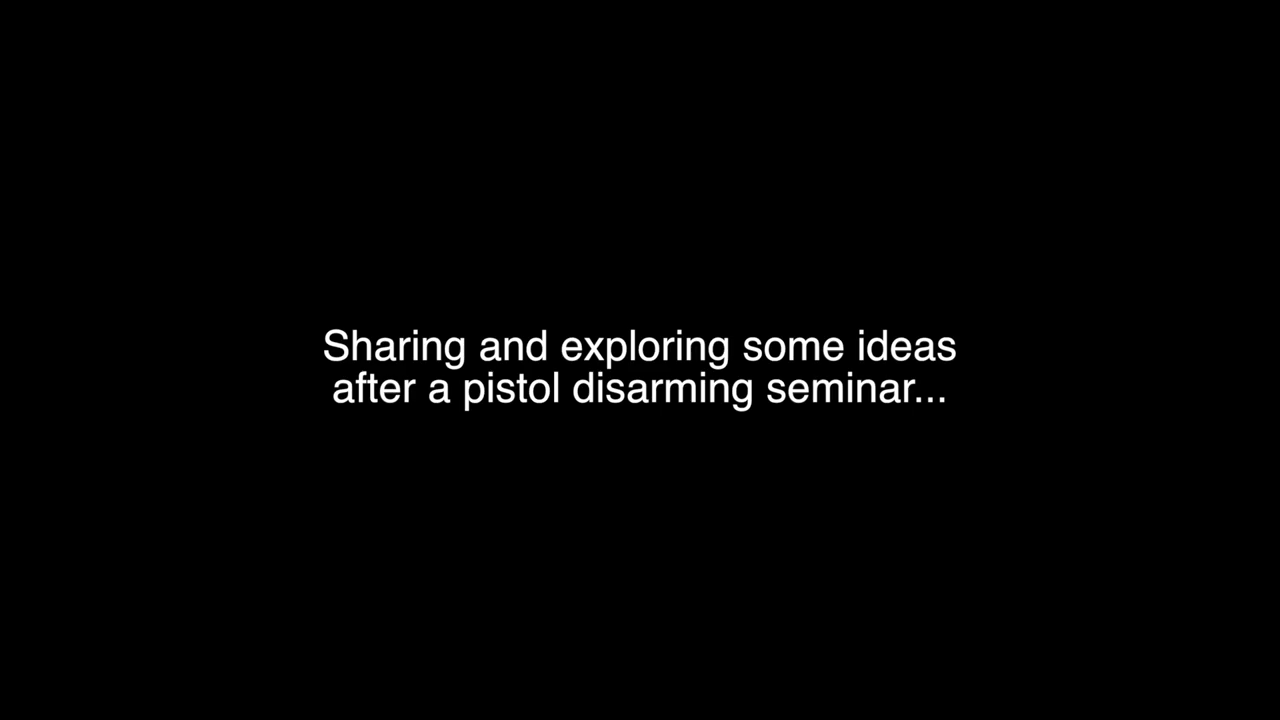 Sharing and exploring some ideas
after a pistol disarming seminar...